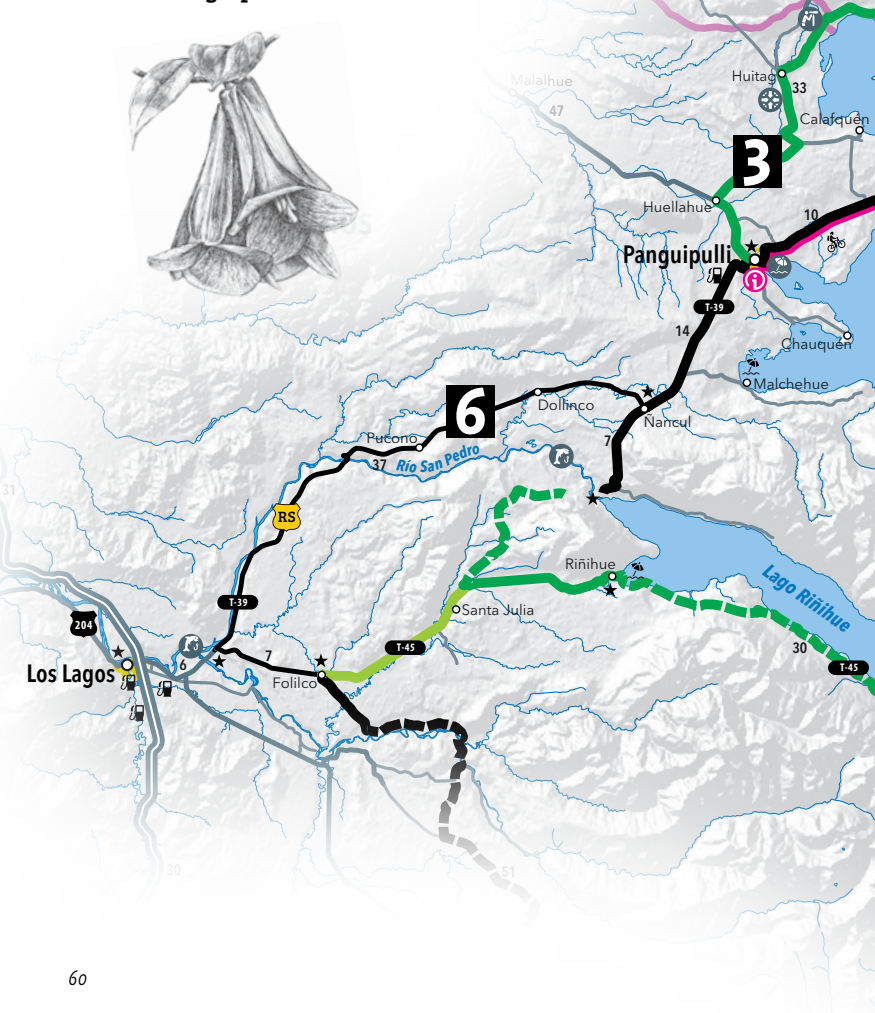 Malalhue
47
Huitag
33
Calafquén
3
Huellahue
10
Panguipulli
i
T-39
14
Chauquén
Malchehue
6
Dollinco
Ñancul
Pucono
7
37
Río San Pedro
31
RS
Riñihue
Lago Riñihue
T-39
Santa Julia
204
30
T-45
T-45
7
6
Los Lagos
Folilco
30
51
60